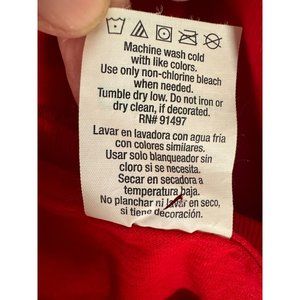 Machine wash cold
with like colors.
Use only non-chlorine bleach
when needed.
Tumble dry low. Do not iron or
dry clean, if decorated.
RN# 91497
Lavar en lavadora con agua fría
con colores similares.
Usar solo blanqueador sin
cloro si se necesita.
Secar en secadora a
temperatura baja.
No planchar ni lavar en seco,
si tiene decoración.